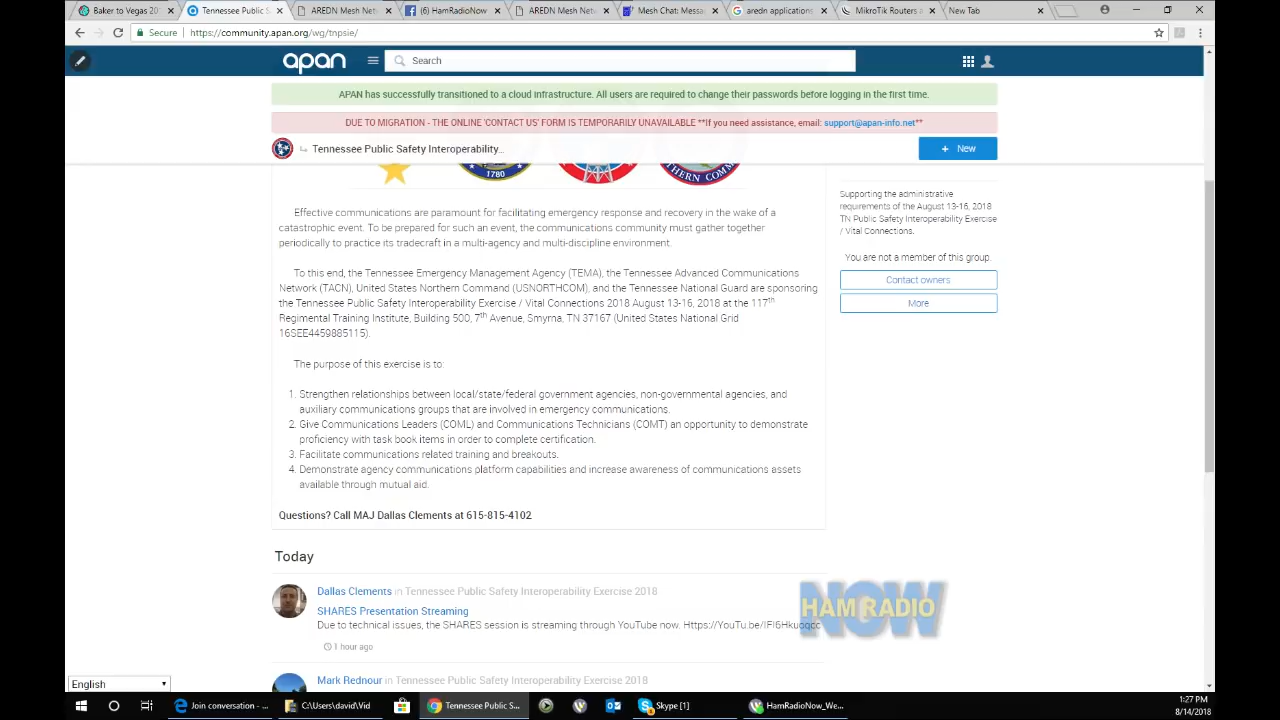 Baker to Vegas 201
Tennessee Public S
AREDN Mesh Net
(6) HamRadioNow
AREDN Mesh Net
Mesh Chat: Messa
aredn applications
MikroTik Routers a
New Tab
Secure
https://community.apan.org/wg/tnpsie/
apan
Search
APAN has successfully transitioned to a cloud infrastructure. All users are required to change their passwords before logging in the first time.
DUE TO MIGRATION - THE ONLINE 'CONTACT US' FORM IS TEMPORARILY UNAVAILABLE **If you need assistance, email: support@apan-info.net**
Tennessee Public Safety Interoperability...
+ New
1780
THERN COMM
Effective communications are paramount for facilitating emergency response and recovery in the wake of a
catastrophic event. To be prepared for such an event, the communications community must gather together
periodically to practice its tradecraft in a multi-agency and multi-discipline environment.
To this end, the Tennessee Emergency Management Agency (TEMA), the Tennessee Advanced Communications
Network (TACN), United States Northern Command (USNORTHCOM), and the Tennessee National Guard are sponsoring
the Tennessee Public Safety Interoperability Exercise / Vital Connections 2018 August 13-16, 2018 at the 117th
Regimental Training Institute, Building 500, 7th Avenue, Smyrna, TN 37167 (United States National Grid
16SEE4459885115).
The purpose of this exercise is to:
1. Strengthen relationships between local/state/federal government agencies, non-governmental agencies, and
auxiliary communications groups that are involved in emergency communications.
2. Give Communications Leaders (COML) and Communications Technicians (COMT) an opportunity to demonstrate
proficiency with task book items in order to complete certification.
3. Facilitate communications related training and breakouts.
4. Demonstrate agency communications platform capabilities and increase awareness of communications assets
available through mutual aid.
Questions? Call MAJ Dallas Clements at 615-815-4102
Supporting the administrative
requirements of the August 13-16, 2018
TN Public Safety Interoperability Exercise
/ Vital Connections.
You are not a member of this group.
Contact owners
More
Today
Dallas Clements in Tennessee Public Safety Interoperability Exercise 2018
SHARES Presentation Streaming
Due to technical issues, the SHARES session is streaming through YouTube now.
1 hour ago
Mark Rednour in Tennessee Public Safety Interoperability Exercise 2018
HAM RADIO
NOW
English
Join conversation - ...
C:\Users\david\Vid
Tennessee Public S...
Skype [1]
HamRadioNow_We...
1:27 PM
8/14/2018